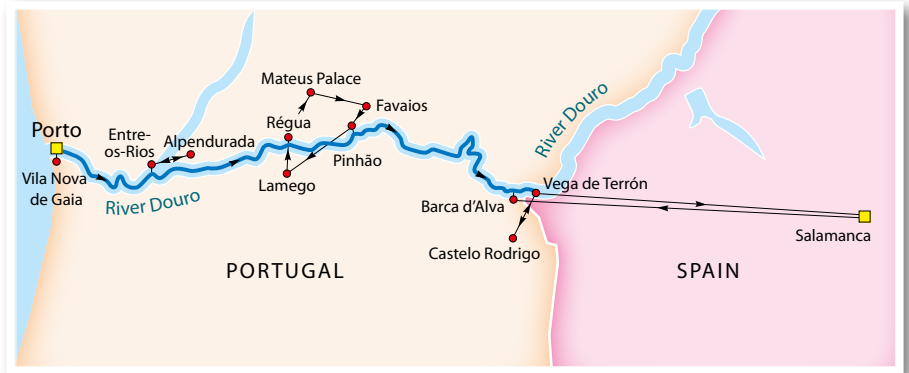 Mateus Palace
Favaios
River Douro
Porto
Entre-
os-Rios
Alpendurada
Régua
Pinhão
Vila Nova
de Gaia
River Douro
Lamego
Vega de Terrón
Barca d’Alva
Salamanca
Castelo Rodrigo
PORTUGAL
SPAIN